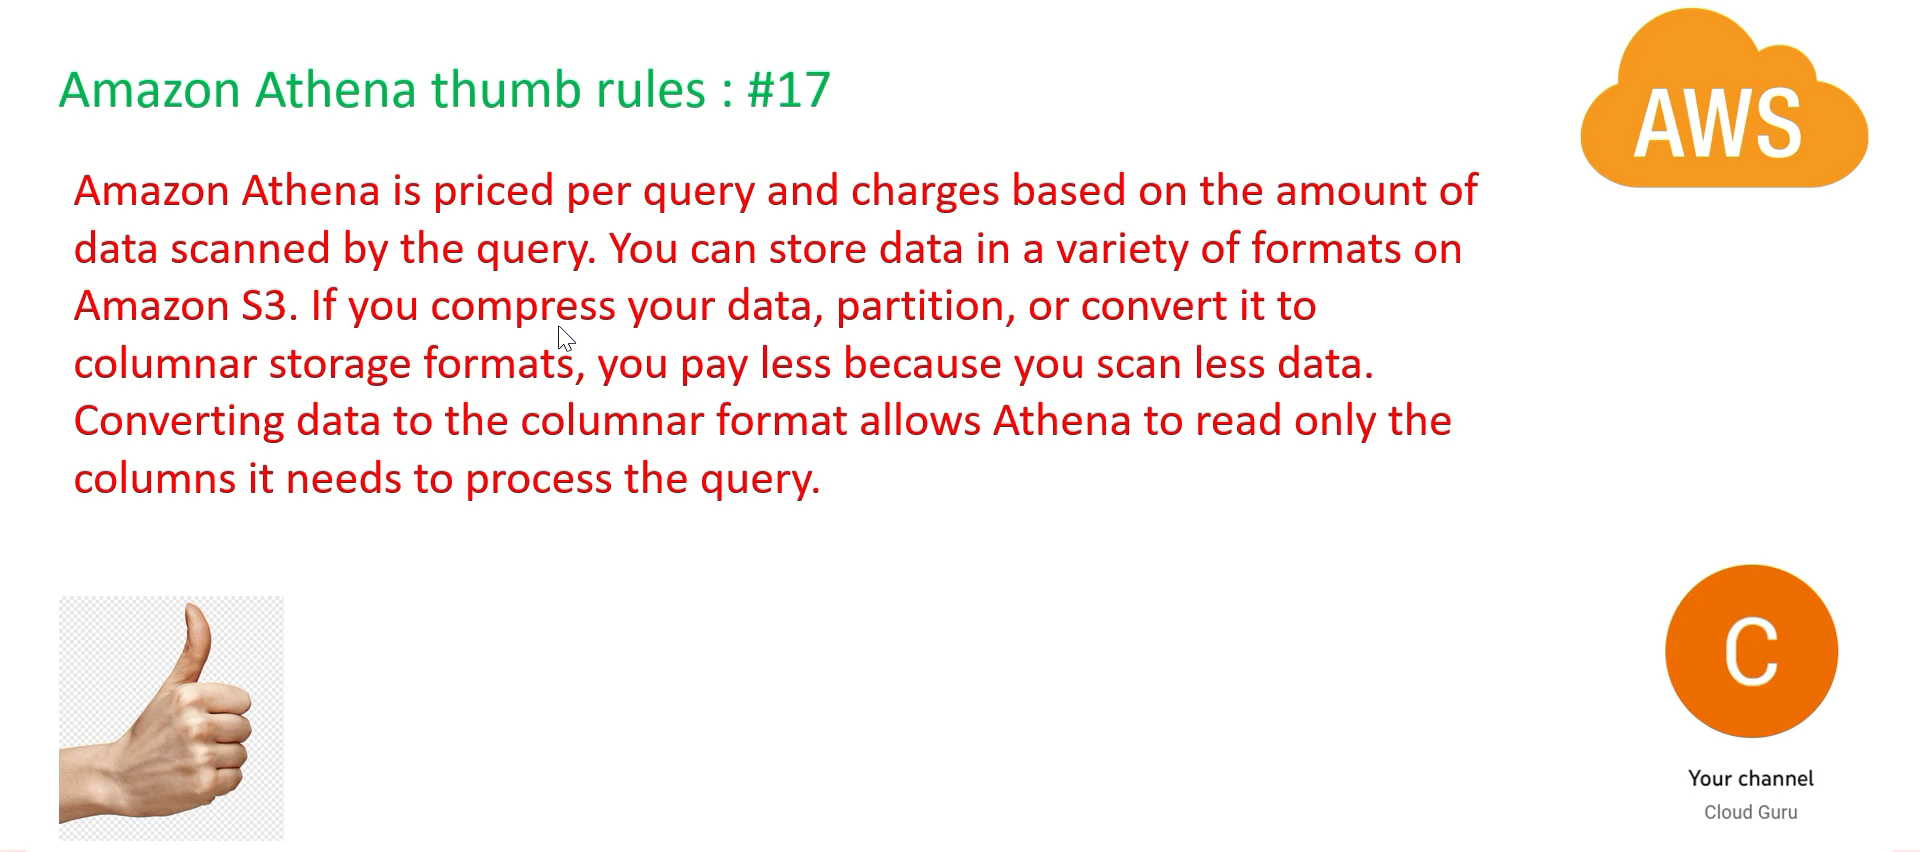 Amazon Athena thumb rules : #17
AWS
Amazon Athena is priced per query and charges based on the amount of
data scanned by the query. You can store data in a variety of formats on
Amazon S3. If you compress your data, partition, or convert it to
columnar storage formats, you pay less because you scan less data.
Converting data to the columnar format allows Athena to read only the
columns it needs to process the query.
C
Your channel
Cloud Guru